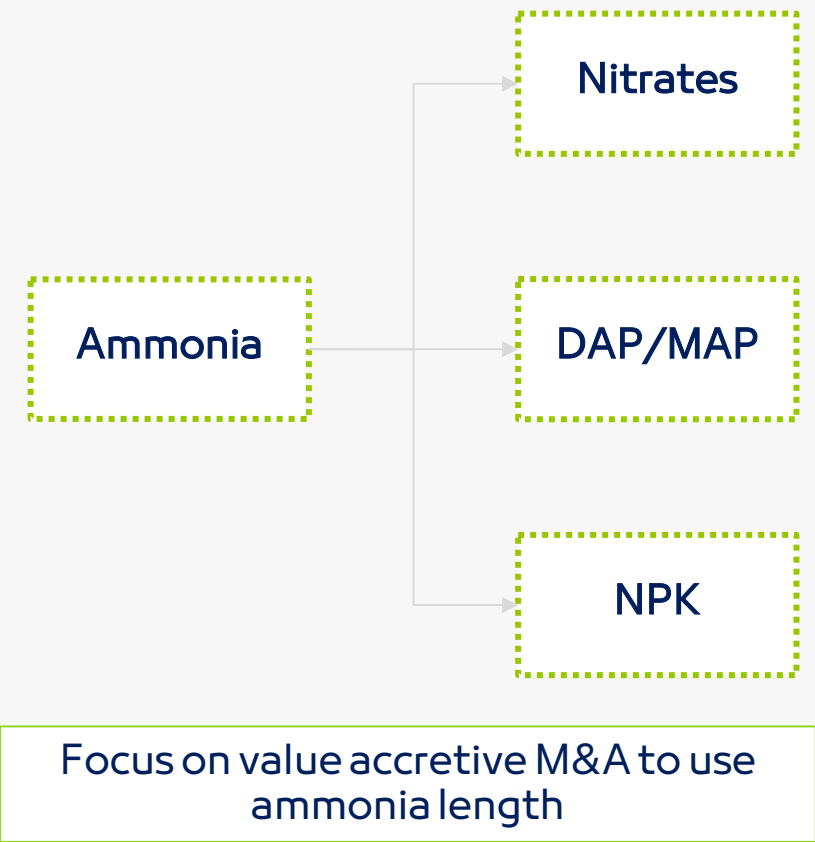 Nitrates
Ammonia
DAP/MAP
NPK
Focus on value accretive M&A to use
ammonia length